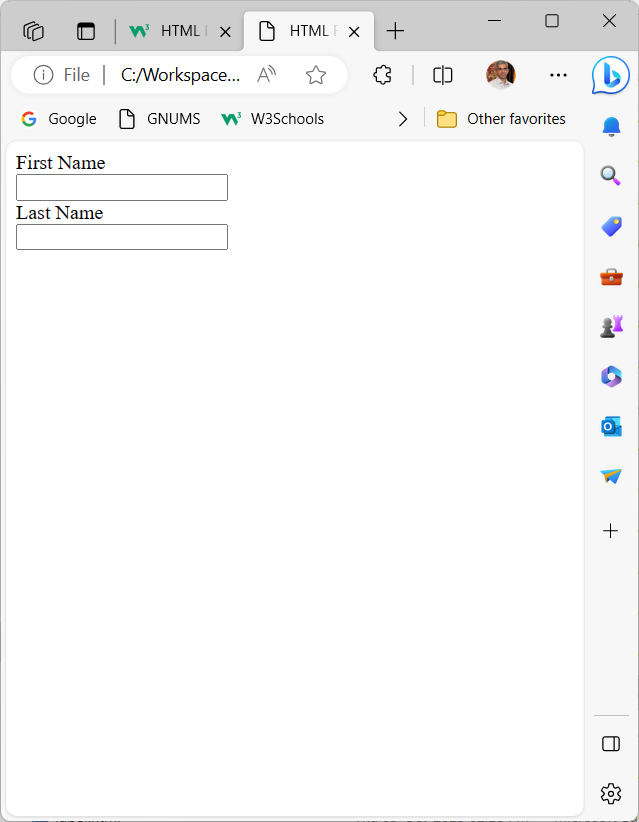 HTML
HTML
File
C:/Workspace...
Google
GNUMS
W3Schools
Other favorites
First Name
Last Name